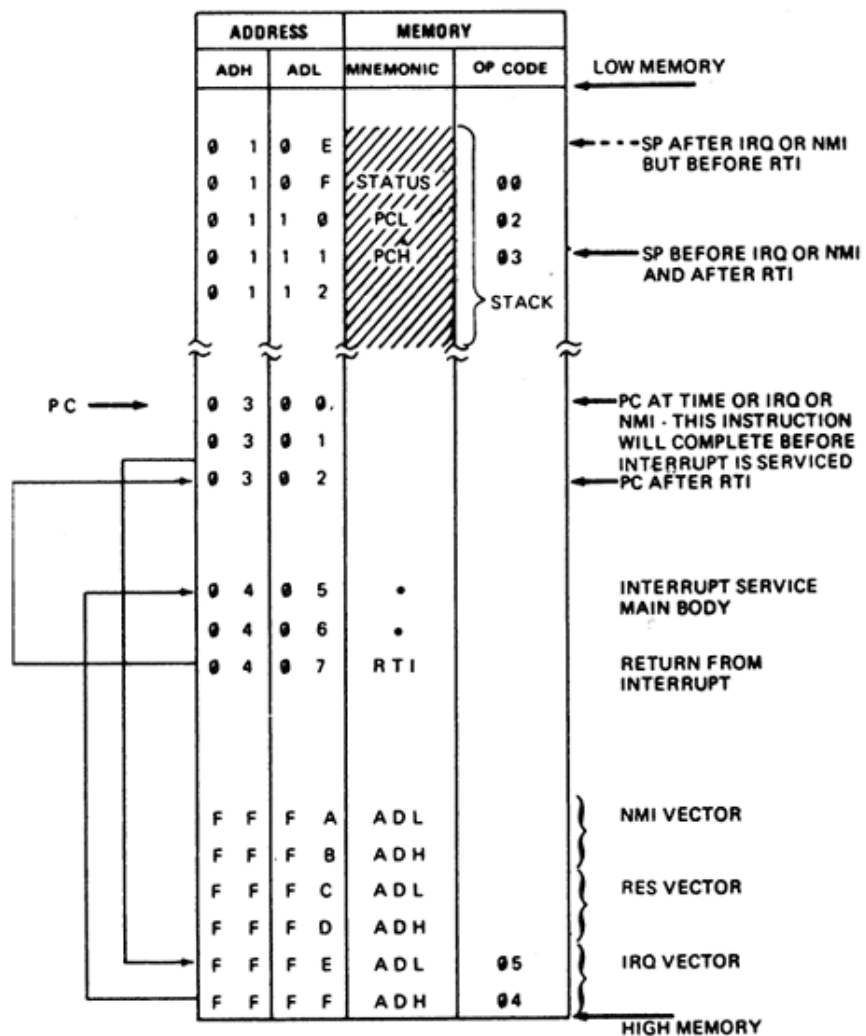 ADDRESS MEMORY
ADH ADL MNEMONIC OP CODE LOW MEMORY
0 1 0 E SP AFTER IRQ OR NMI
BUT BEFORE RTI
0 1 0 F STATUS 00
0 1 1 0 PCL 02
0 1 1 1 PCH 03 SP BEFORE IRQ OR NMI
AND AFTER RTI
0 1 1 2 STACK
PC 0 3 0 0. PC AT TIME OR IRQ OR
NMI - THIS INSTRUCTION
0 3 0 1 WILL COMPLETE BEFORE
INTERRUPT IS SERVICED
0 3 0 2 PC AFTER RTI
0 4 0 5 • INTERRUPT SERVICE
MAIN BODY
0 4 0 6 •
0 4 0 7 RTI RETURN FROM
INTERRUPT
F F F A ADL NMI VECTOR
F F F B ADH
F F F C ADL RES VECTOR
F F F D ADH
F F F E ADL 05 IRQ VECTOR
F F F F ADH 04
HIGH MEMORY